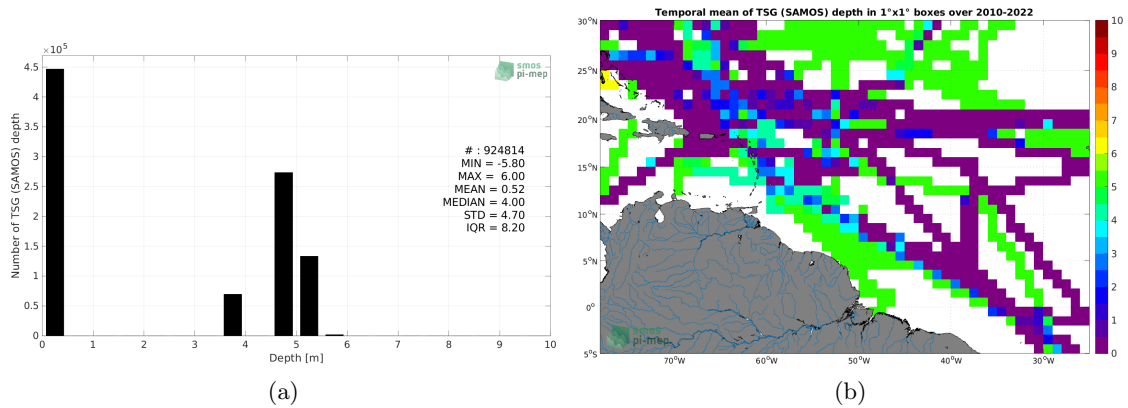 ×10⁵
4.5
4
3.5
3
2.5
2
1.5
1
0.5
0
Number of TSG (SAMOS) depth
smos
pi-mep
# : 924814
MIN = -5.80
MAX = 6.00
MEAN = 0.52
MEDIAN = 4.00
STD = 4.70
IQR = 8.20
0 1 2 3 4 5 6 7 8 9 10
Depth [m]
(a)
Temporal mean of TSG (SAMOS) depth in 1°x1° boxes over 2010-2022
30°N
25°N
20°N
15°N
10°N
5°N
0°
5°S
smos
pi-mep
70°W 60°W 50°W 40°W 30°W
10
9
8
7
6
5
4
3
2
1
0
(b)